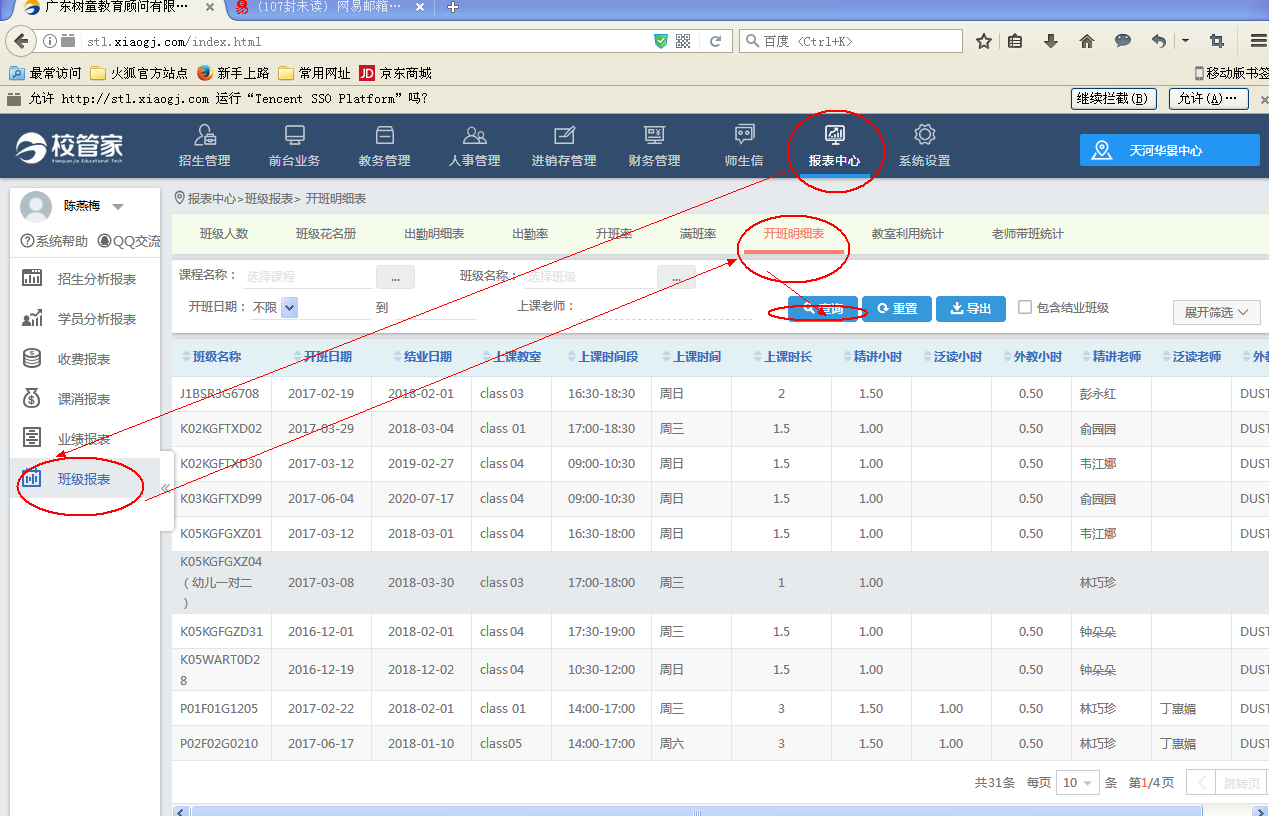 广东树童教育顾问有限…
（107封未读）网易邮箱…
stl.xiaogj.com/index.html
百度 <Ctrl+K>
最常访问 火狐官方站点 新手上路 常用网址 JD 京东商城 移动版书签
允许 http://stl.xiaogj.com 运行“Tencent SSO Platform”吗?
继续拦截(B) 允许(A)…
校管家
招生管理 前台业务 教务管理 人事管理 进销存管理 财务管理 师生信 报表中心 系统设置
天河华景中心
陈燕梅
系统帮助 QQ交流
招生分析报表
学员分析报表
收费报表
课消报表
业绩报表
班级报表
报表中心>班级报表> 开班明细表
班级人数 班级花名册 出勤明细表 出勤率 升班率 满班率 开班明细表 教室利用统计 老师带班统计
课程名称： 选择课程 ... 班级名称： 选择班级 ...
开班日期： 不限 到 上课老师： 查询 重置 导出 包含结业班级 展开筛选
班级名称 开班日期 结业日期 上课教室 上课时间段 上课时间 上课时长 精讲小时 泛读小时 外教小时 精讲老师 泛读老师 外教
J1BSR3G6708 2017-02-19 2018-02-01 class 03 16:30-18:30 周日 2 1.50 0.50 彭永红 DUST
K02KGFTXD02 2017-03-29 2018-03-04 class 01 17:00-18:30 周三 1.5 1.00 0.50 俞园园 DUST
K02KGFTXD30 2017-03-12 2019-02-27 class 04 09:00-10:30 周日 1.5 1.00 0.50 韦江娜 DUST
K03KGFTXD99 2017-06-04 2020-07-17 class 04 09:00-10:30 周日 1.5 1.00 0.50 俞园园 DUST
K05KGFGXZ01 2017-03-12 2018-03-01 class 04 16:30-18:00 周日 1.5 1.00 0.50 韦江娜 DUST
K05KGFGXZ04
（幼儿一对二 2017-03-08 2018-03-30 class 03 17:00-18:00 周三 1 1.00 林巧珍
）
K05KGFGZD31 2016-12-01 2018-02-01 class 04 17:30-19:00 周三 1.5 1.00 0.50 钟朵朵 DUST
K05WART0D2
8 2016-12-19 2018-12-02 class 04 10:30-12:00 周日 1.5 1.00 0.50 钟朵朵 DUST
P01F01G1205 2017-02-22 2018-02-01 class 01 14:00-17:00 周三 3 1.50 1.00 0.50 林巧珍 丁惠媚 DUST
P02F02G0210 2017-06-17 2018-01-10 class05 14:00-17:00 周六 3 1.50 1.00 0.50 林巧珍 丁惠媚 DUST
共31条 每页 10 条 第1/4页 跳转页